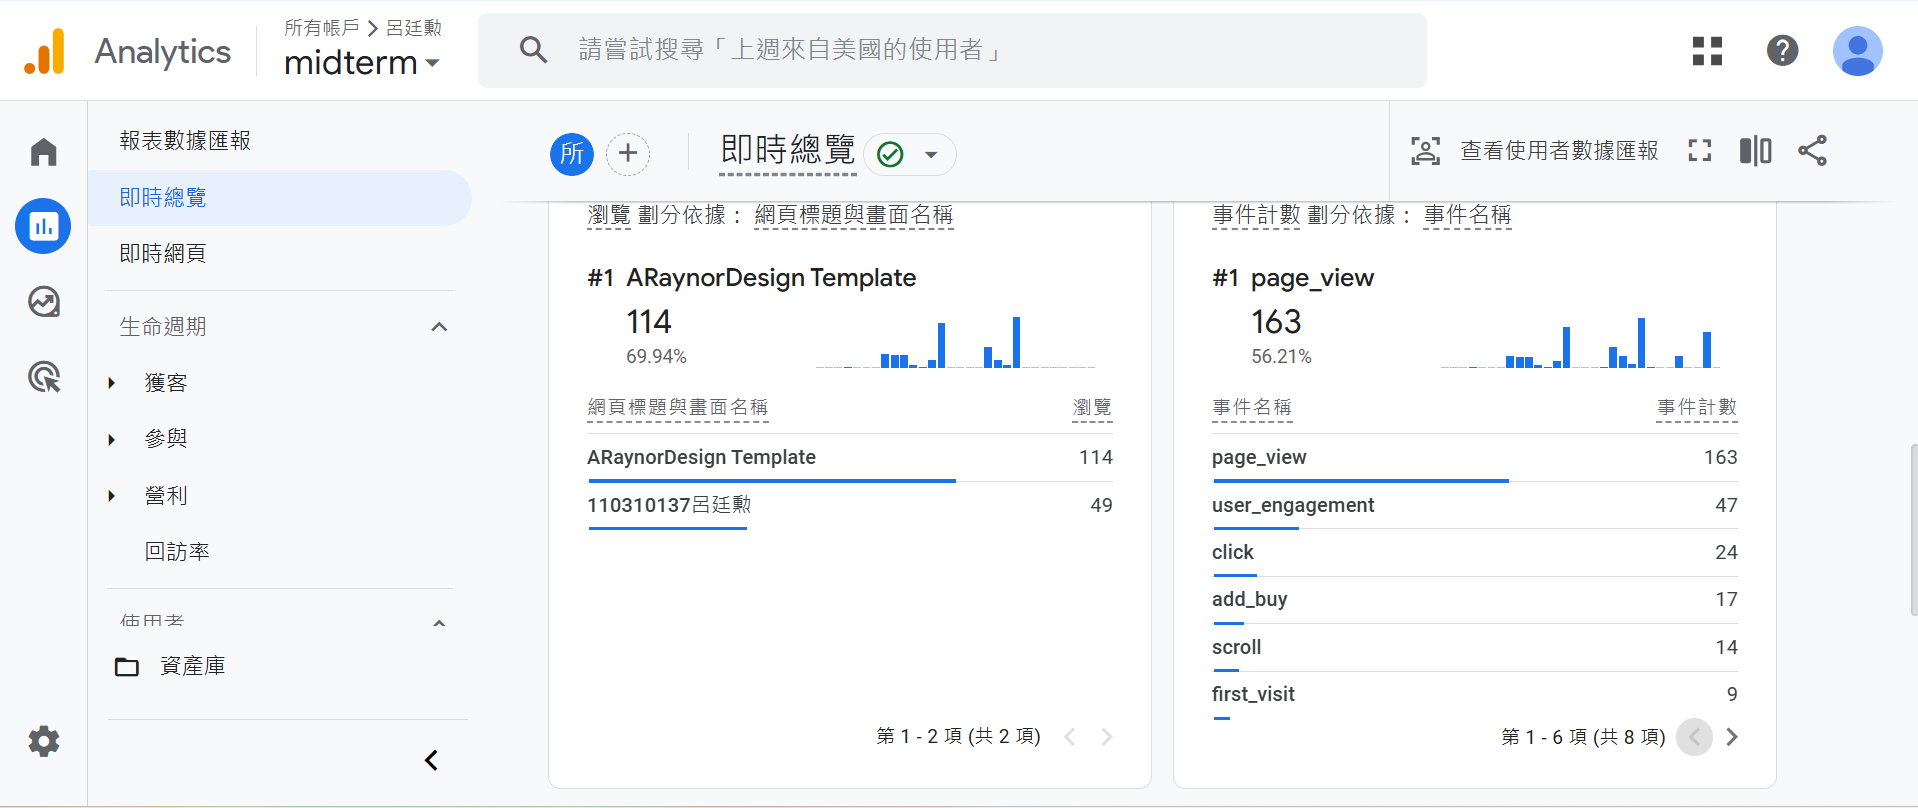 Analytics
所有帳戶 > 呂廷勳
midterm
請嘗試搜尋「上週來自美國的使用者」
報表數據匯報
即時總覽
即時網頁
生命週期
獲客
參與
營利
回訪率
使用者
資產庫
所
即時總覽
查看使用者數據匯報
瀏覽 劃分依據： 網頁標題與畫面名稱
#1 ARaynorDesign Template
114
69.94%
網頁標題與畫面名稱 瀏覽
ARaynorDesign Template 114
110310137呂廷勳 49
第 1 - 2 項 (共 2 項)
事件計數 劃分依據： 事件名稱
#1 page_view
163
56.21%
事件名稱 事件計數
page_view 163
user_engagement 47
click 24
add_buy 17
scroll 14
first_visit 9
第 1 - 6 項 (共 8 項)